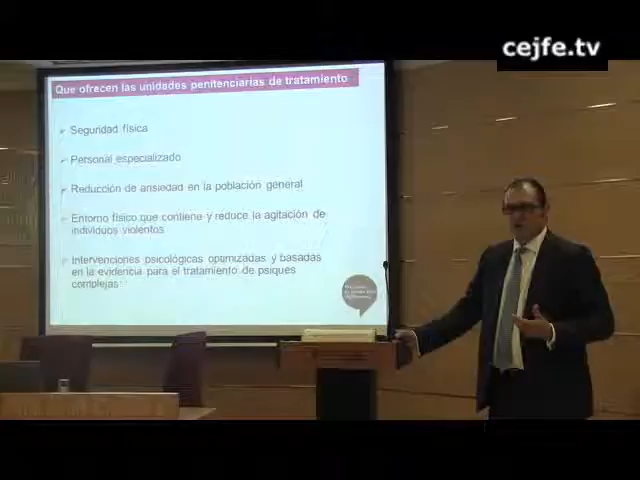 cejfe.tv
Que ofrecen las unidades penitenciarias de tratamiento
Seguridad física
Personal especializado
Reducción de ansiedad en la población general
Entorno físico que contiene y reduce la agitación de
individuos violentos
Intervenciones psicológicas optimizadas y basadas
en la evidencia para el tratamiento de psiques
complejas